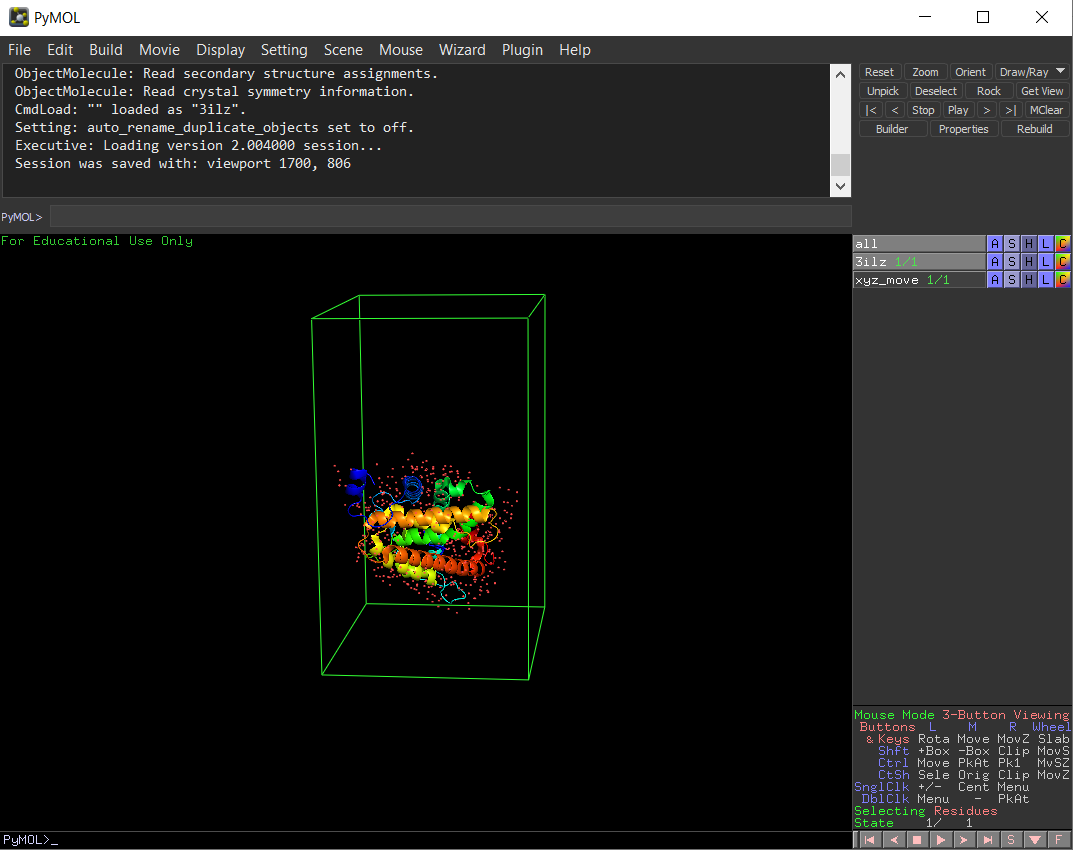 PyMOL
File Edit Build Movie Display Setting Scene Mouse Wizard Plugin Help
ObjectMolecule: Read secondary structure assignments.
ObjectMolecule: Read crystal symmetry information.
CmdLoad: "" loaded as "3ilz".
Setting: auto_rename_duplicate_objects set to off.
Executive: Loading version 2.004000 session...
Session was saved with: viewport 1700, 806
Reset Zoom Orient Draw/Ray
Unpick Deselect Rock Get View
|< < Stop Play > >| MClear
Builder Properties Rebuild
PyMOL>
For Educational Use Only
all A S H L C
3ilz 1/1 A S H L C
xyz_move 1/1 A S H L C
Mouse Mode 3-Button Viewing
Buttons L M R Wheel
& Keys Rota Move MovZ Slab
Shft +Box -Box Clip MovS
Ctrl Move PkAt Pk1 MvSZ
CtSh Sele Orig Clip MovZ
SnglClk +/- Cent Menu
DblClk Menu - PkAt
Selecting Residues
State 1/ 1
PyMOL>_
S F